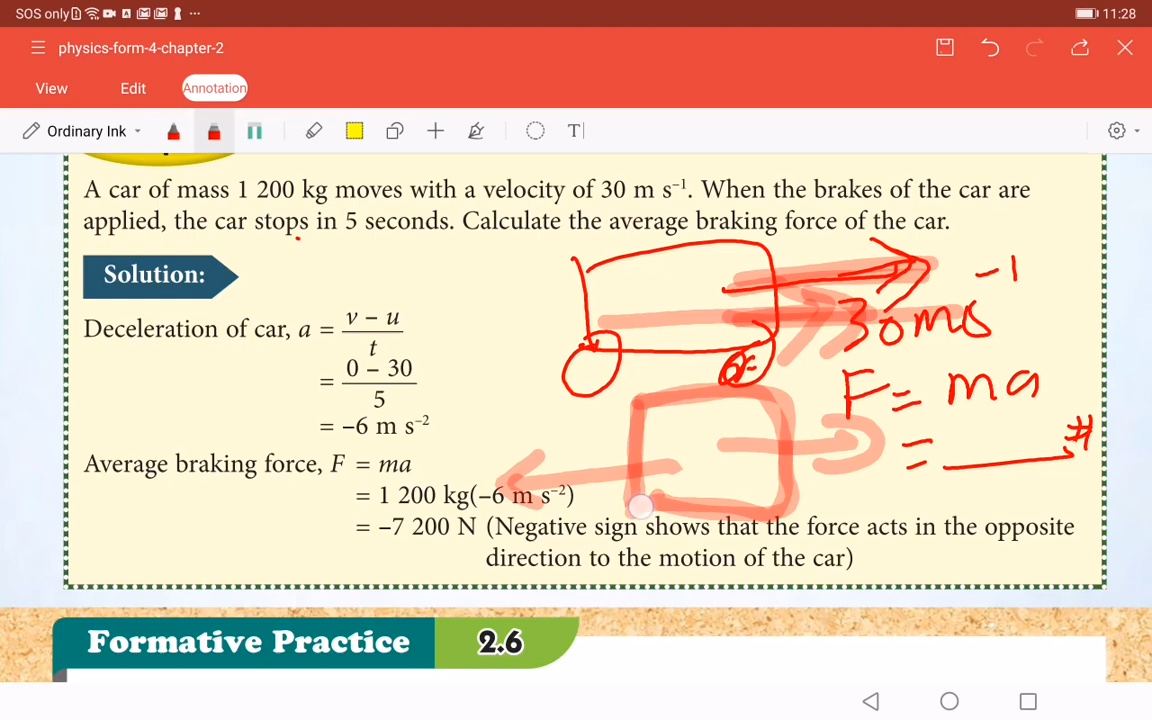 SOS only 11:28
physics-form-4-chapter-2
View Edit Annotation
Ordinary Ink T
A car of mass 1 200 kg moves with a velocity of 30 m s⁻¹. When the brakes of the car are
applied, the car stops in 5 seconds. Calculate the average braking force of the car.
Solution:
Deceleration of car, a = v – u / t
= 0 – 30 / 5
= –6 m s⁻²
Average braking force, F = ma
= 1 200 kg(–6 m s⁻²)
= –7 200 N (Negative sign shows that the force acts in the opposite
direction to the motion of the car)
30 ms⁻¹
F = ma
= #
Formative Practice 2.6